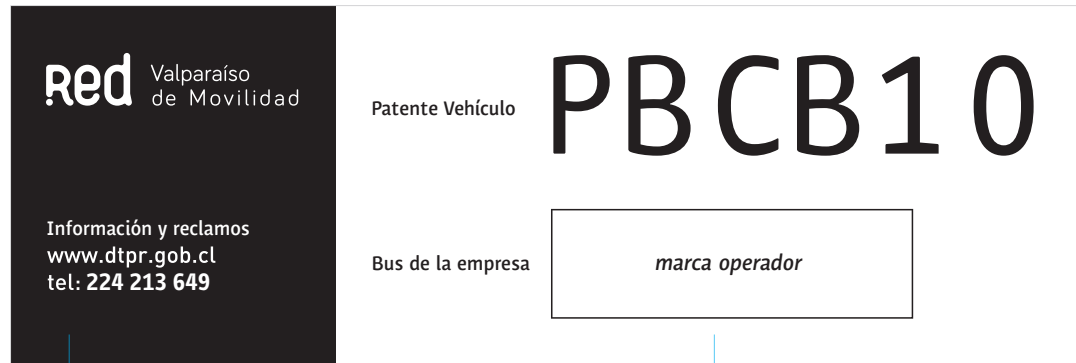 Red Valparaíso
de Movilidad
Información y reclamos
www.dtpr.gob.cl
tel: 224 213 649
Patente Vehículo PBCB10
Bus de la empresa marca operador